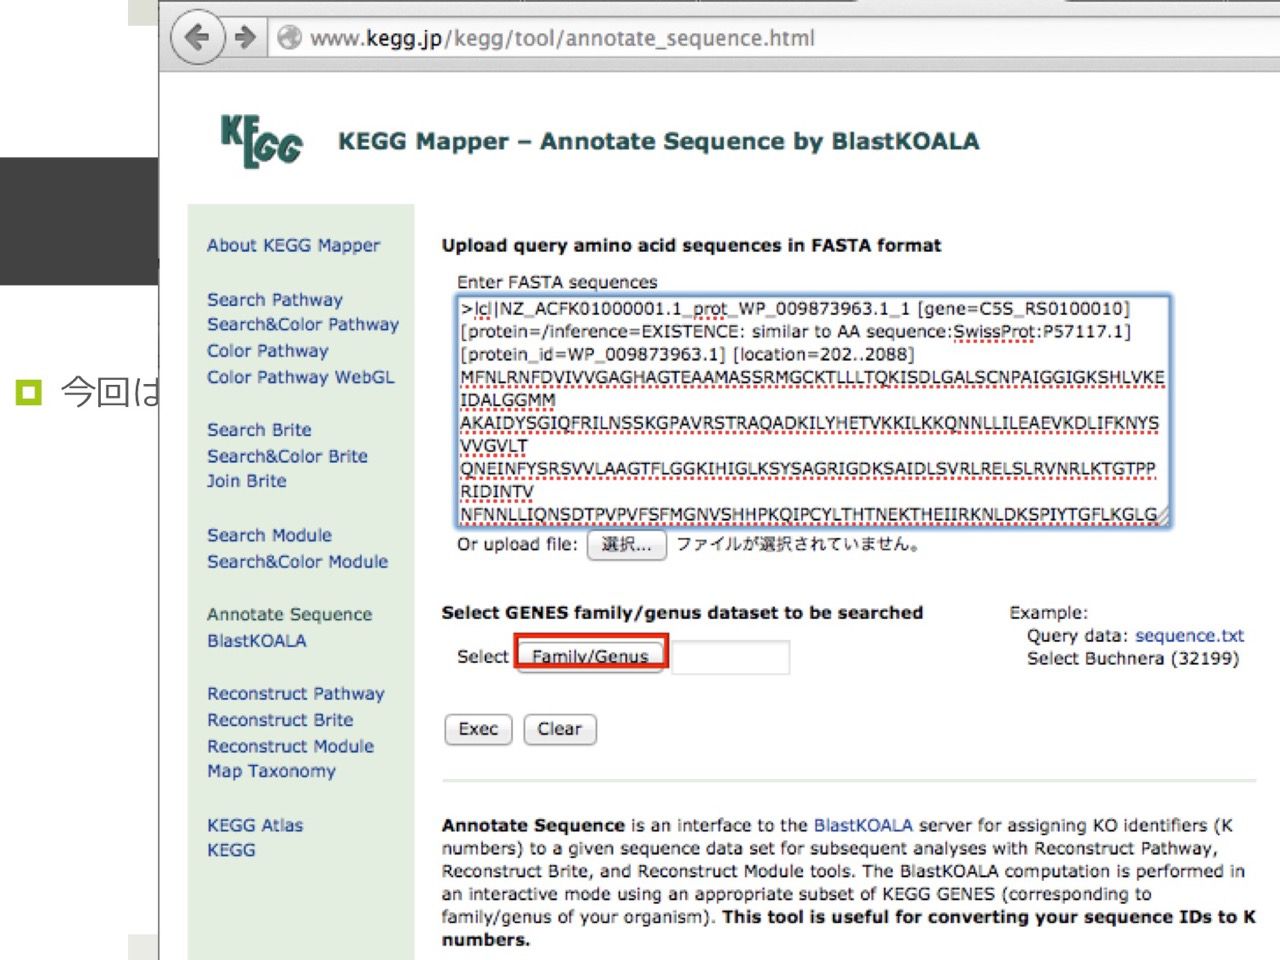 www.kegg.jp/kegg/tool/annotate_sequence.html
KEGG
KEGG Mapper – Annotate Sequence by BlastKOALA
About KEGG Mapper
Search Pathway
Search&Color Pathway
Color Pathway
Color Pathway WebGL
Search Brite
Search&Color Brite
Join Brite
Search Module
Search&Color Module
Annotate Sequence
BlastKOALA
Reconstruct Pathway
Reconstruct Brite
Reconstruct Module
Map Taxonomy
KEGG Atlas
KEGG
今回は
Upload query amino acid sequences in FASTA format
Enter FASTA sequences
>lcl|NZ_ACFK01000001.1_prot_WP_009873963.1_1 [gene=C5S_RS0100010]
[protein=/inference=EXISTENCE: similar to AA sequence:SwissProt:P57117.1]
[protein_id=WP_009873963.1] [location=202..2088]
MFNLRNFDVIVVGAGHAGTEAAMASSRMGCKTLLLTQKISDLGALSCNPAIGGIGKSHLVKE
IDALGGMM
AKAIDYSGIQFRILNSSKGPAVRSTRAQADKILYHETVKKILKKQNNLLILEAEVKDLIFKNYS
VVGVLT
QNEINFYSRSVVLAAGTFLGGKIHIGLKSYSAGRIGDKSAIDLSVRLRELSLRVNRLKTGTPP
RIDINTV
NFNNLLIQNSDTPVPVFSFMGNVSHHPKQIPCYLTHTNEKTHEIIRKNLDKSPIYTGFLKGLG
Or upload file: 選択... ファイルが選択されていません。
Select GENES family/genus dataset to be searched
Select Family/Genus
Example:
Query data: sequence.txt
Select Buchnera (32199)
Exec Clear
Annotate Sequence is an interface to the BlastKOALA server for assigning KO identifiers (K
numbers) to a given sequence data set for subsequent analyses with Reconstruct Pathway,
Reconstruct Brite, and Reconstruct Module tools. The BlastKOALA computation is performed in
an interactive mode using an appropriate subset of KEGG GENES (corresponding to
family/genus of your organism). This tool is useful for converting your sequence IDs to K
numbers.